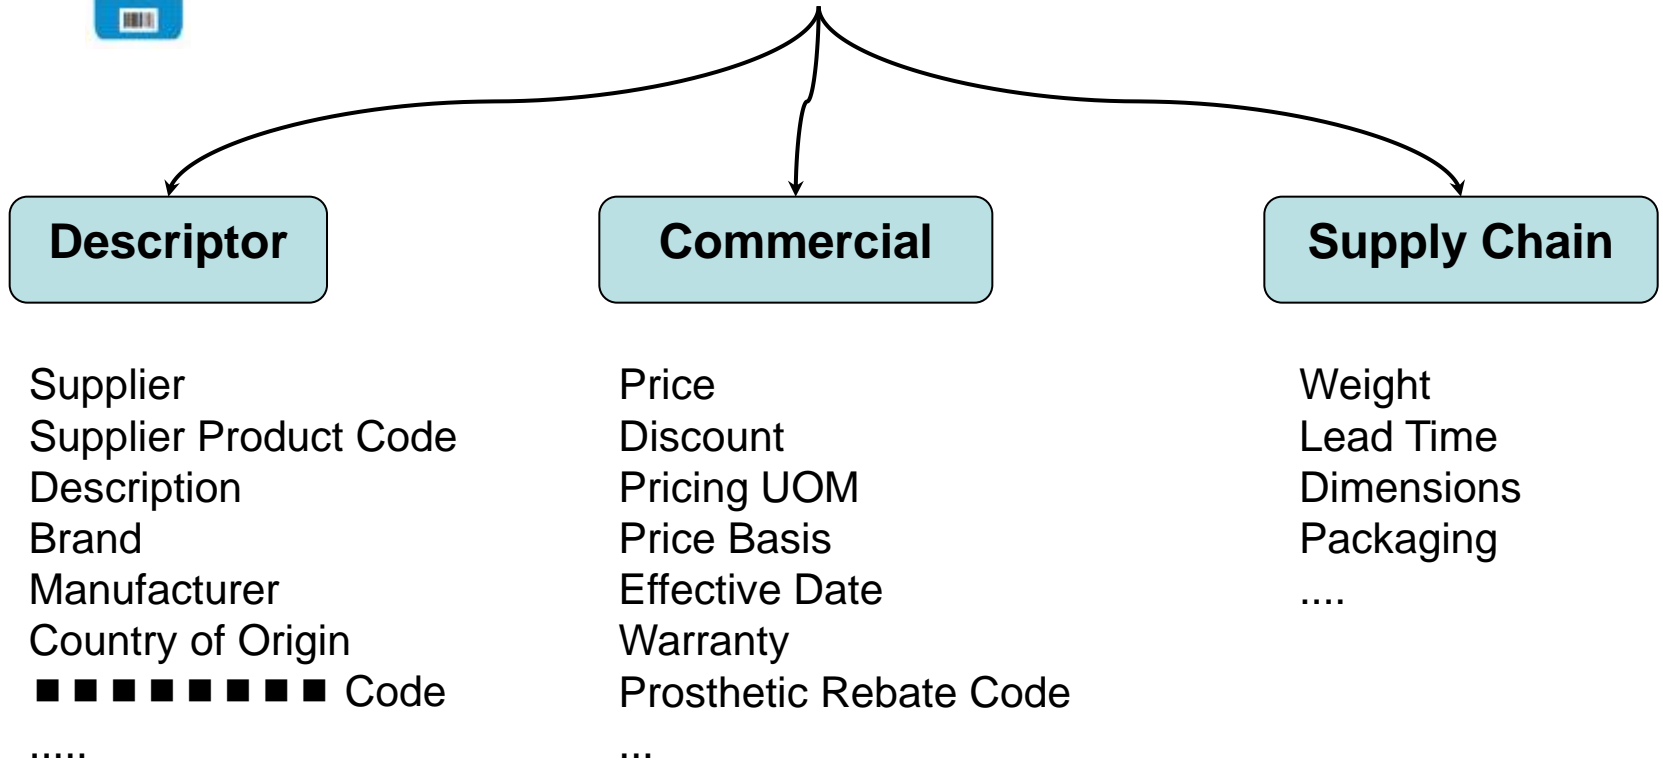 Descriptor
Commercial
Supply Chain
Supplier
Supplier Product Code
Description
Brand
Manufacturer
Country of Origin
■ ■ ■ ■ ■ ■ ■ ■ Code
.....
Price
Discount
Pricing UOM
Price Basis
Effective Date
Warranty
Prosthetic Rebate Code
...
Weight
Lead Time
Dimensions
Packaging
....